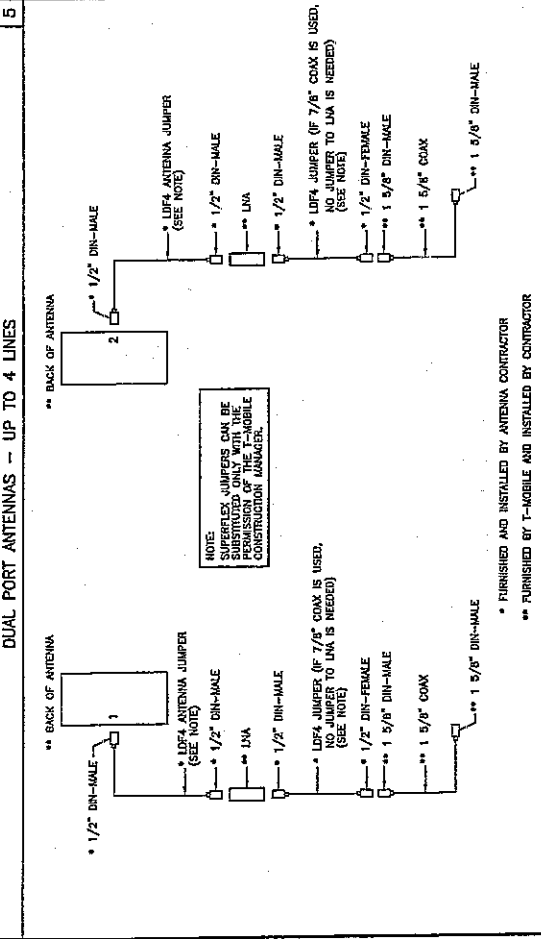 DUAL PORT ANTENNAS - UP TO 4 LINES
5
** BACK OF ANTENNA
1
* 1/2" DIN-MALE
* LDF4 ANTENNA JUMPER
(SEE NOTE)
* 1/2" DIN-MALE
** LNA
* 1/2" DIN-MALE
* LDF4 JUMPER (IF 7/8" COAX IS USED,
NO JUMPER TO LNA IS NEEDED)
(SEE NOTE)
* 1/2" DIN-FEMALE
** 1 5/8" DIN-MALE
** 1 5/8" COAX
** 1 5/8" DIN-MALE
NOTE:
SUPERFLEX JUMPERS CAN BE
SUBSTITUTED ONLY WITH THE
PERMISSION OF THE T-MOBILE
CONSTRUCTION MANAGER.
** BACK OF ANTENNA
2
* 1/2" DIN-MALE
* LDF4 ANTENNA JUMPER
(SEE NOTE)
* 1/2" DIN-MALE
** LNA
* 1/2" DIN-MALE
* LDF4 JUMPER (IF 7/8" COAX IS USED,
NO JUMPER TO LNA IS NEEDED)
(SEE NOTE)
* 1/2" DIN-FEMALE
** 1 5/8" DIN-MALE
** 1 5/8" COAX
** 1 5/8" DIN-MALE
* FURNISHED AND INSTALLED BY ANTENNA CONTRACTOR
** FURNISHED BY T-MOBILE AND INSTALLED BY CONTRACTOR